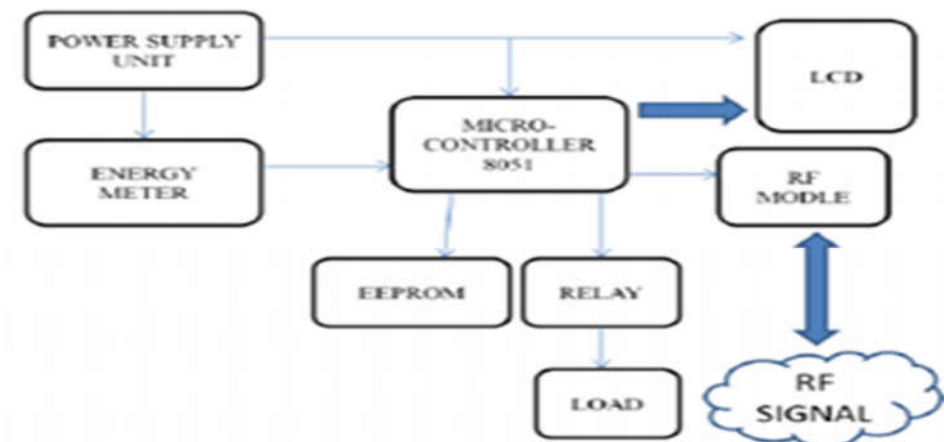 POWER SUPPLY
UNIT
LCD
MICRO-
CONTROLLER
8051
ENERGY
METER
RF
MODLE
EEPROM
RELAY
LOAD
RF
SIGNAL